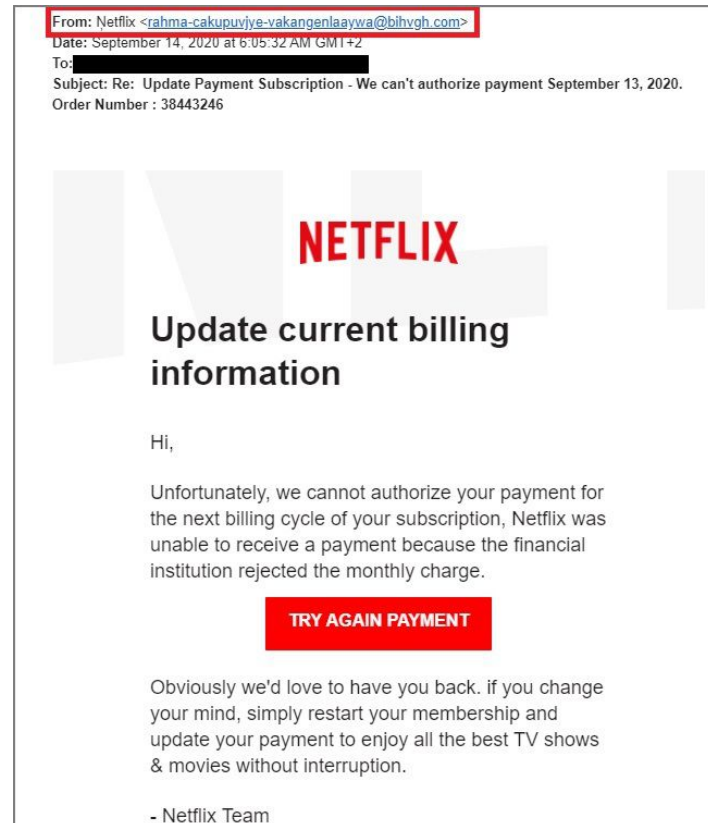 From: Ņetflix <rahma-cakupuvjye-vakangenlaaywa@bihvgh.com>
Date: September 14, 2020 at 6:05:32 AM GMT+2
To:
Subject: Re: Update Payment Subscription - We can't authorize payment September 13, 2020.
Order Number : 38443246
NETFLIX
Update current billing
information
Hi,
Unfortunately, we cannot authorize your payment for
the next billing cycle of your subscription, Netflix was
unable to receive a payment because the financial
institution rejected the monthly charge.
TRY AGAIN PAYMENT
Obviously we'd love to have you back. if you change
your mind, simply restart your membership and
update your payment to enjoy all the best TV shows
& movies without interruption.
- Netflix Team